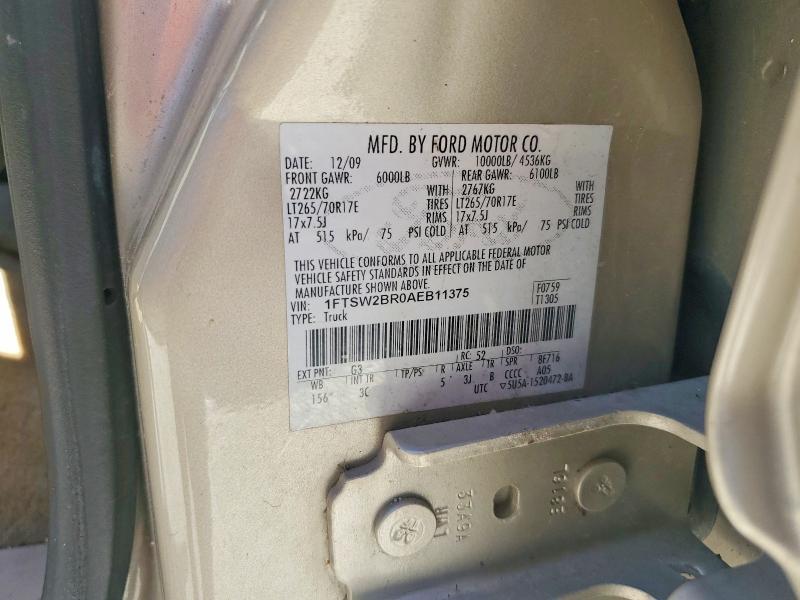 MFD. BY FORD MOTOR CO.
DATE: 12/09 GVWR: 10000LB/ 4536KG
FRONT GAWR: 6000LB REAR GAWR: 6100LB
2722KG WITH 2767KG WITH
LT265/70R17E TIRES LT265/70R17E TIRES
17x7.5J RIMS 17x7.5J RIMS
AT 515 kPa/ 75 PSI COLD AT 515 kPa/ 75 PSI COLD
THIS VEHICLE CONFORMS TO ALL APPLICABLE FEDERAL MOTOR
VEHICLE SAFETY STANDARDS IN EFFECT ON THE DATE OF
MANUFACTURE SHOWN ABOVE.
VIN: 1FTSW2BR0AEB11375 F0759
TYPE: Truck T1305
RC: 52 DSO:
EXT PNT: G3 8E716
WB INT TR TP/PS R AXLE TR SPR A05
156" 3C 5 3J B CCCC
UTC ▽5U5A-1520472-BA
LWR